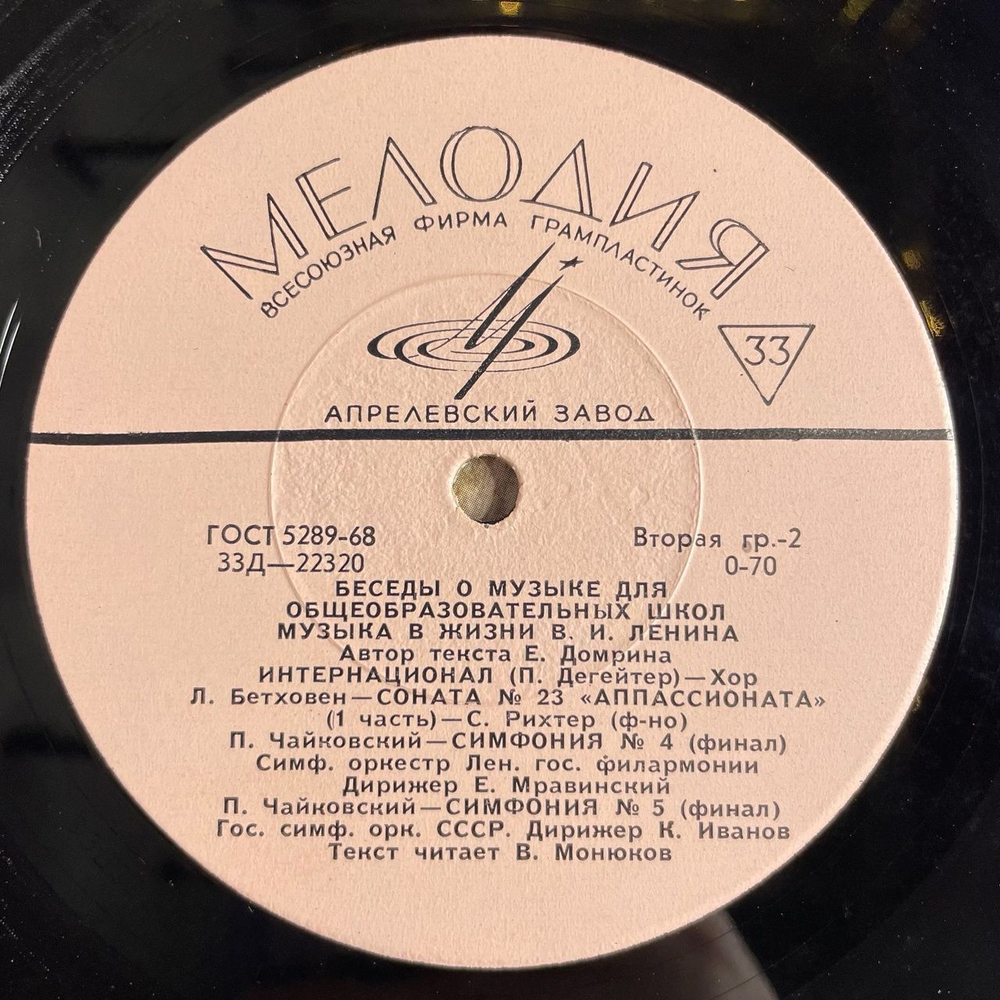 МЕЛОДИЯ
ВСЕСОЮЗНАЯ ФИРМА ГРАМПЛАСТИНОК
33
АПРЕЛЕВСКИЙ ЗАВОД
ГОСТ 5289-68 Вторая гр.-2
33Д—22320 0-70
БЕСЕДЫ О МУЗЫКЕ ДЛЯ
ОБЩЕОБРАЗОВАТЕЛЬНЫХ ШКОЛ
МУЗЫКА В ЖИЗНИ В. И. ЛЕНИНА
Автор текста Е. Домрина
ИНТЕРНАЦИОНАЛ (П. Дегейтер)—Хор
Л. Бетховен—СОНАТА № 23 «АППАССИОНАТА»
(1 часть)—С. Рихтер (ф-но)
П. Чайковский—СИМФОНИЯ № 4 (финал)
Симф. оркестр Лен. гос. филармонии
Дирижер Е. Мравинский
П. Чайковский—СИМФОНИЯ № 5 (финал)
Гос. симф. орк. СССР. Дирижер К. Иванов
Текст читает В. Монюков